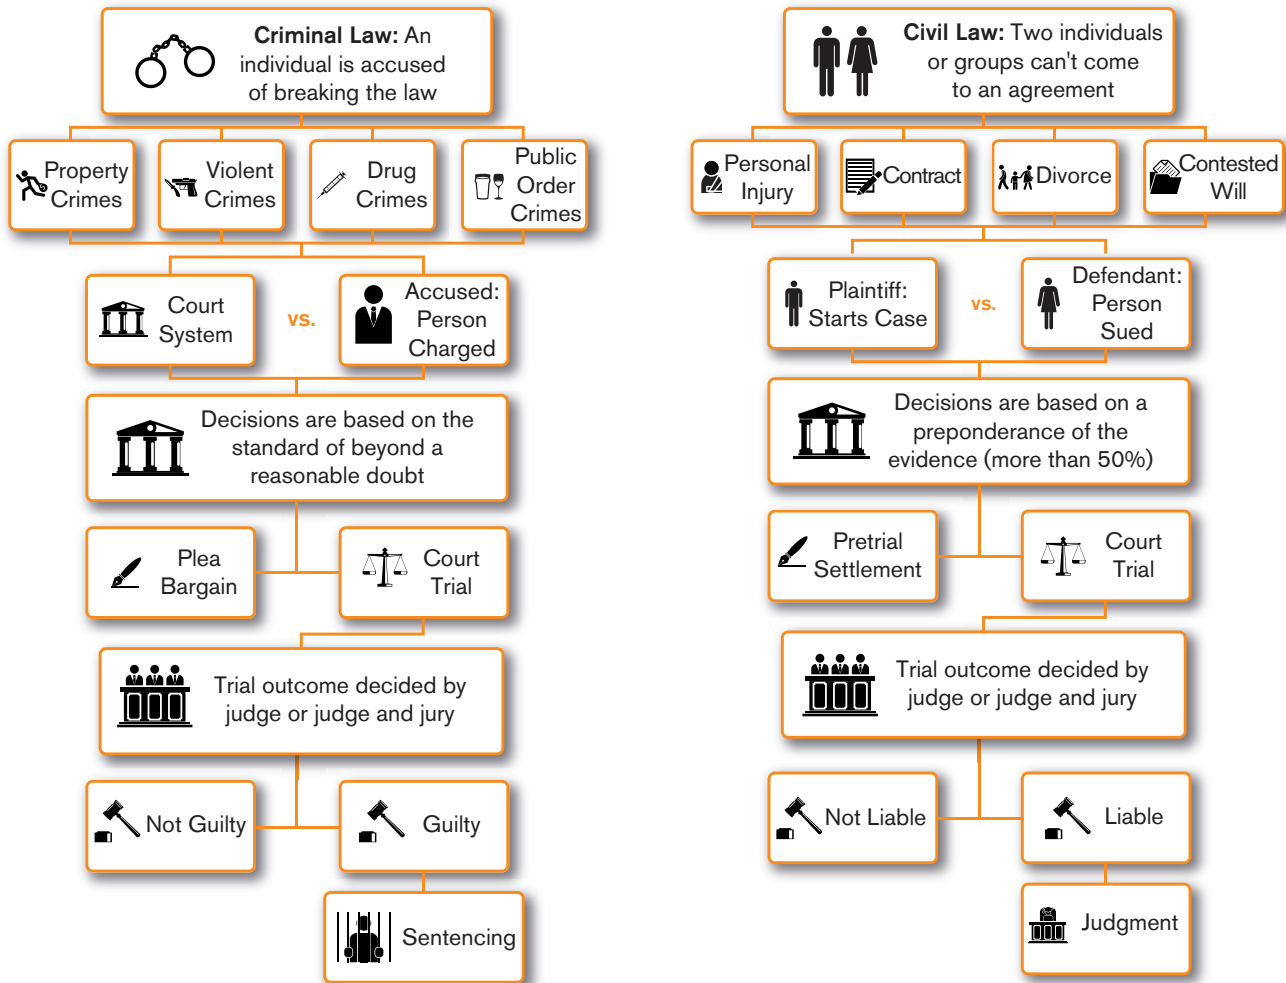 Criminal Law: An
individual is accused
of breaking the law
Property
Crimes
Violent
Crimes
Drug
Crimes
Public
Order
Crimes
Court
System
vs.
Accused:
Person
Charged
Decisions are based on the
standard of beyond a
reasonable doubt
Plea
Bargain
Court
Trial
Trial outcome decided by
judge or judge and jury
Not Guilty
Guilty
Sentencing
Civil Law: Two individuals
or groups can't come
to an agreement
Personal
Injury
Contract
Divorce
Contested
Will
Plaintiff:
Starts Case
vs.
Defendant:
Person
Sued
Decisions are based on a
preponderance of the
evidence (more than 50%)
Pretrial
Settlement
Court
Trial
Trial outcome decided by
judge or judge and jury
Not Liable
Liable
Judgment